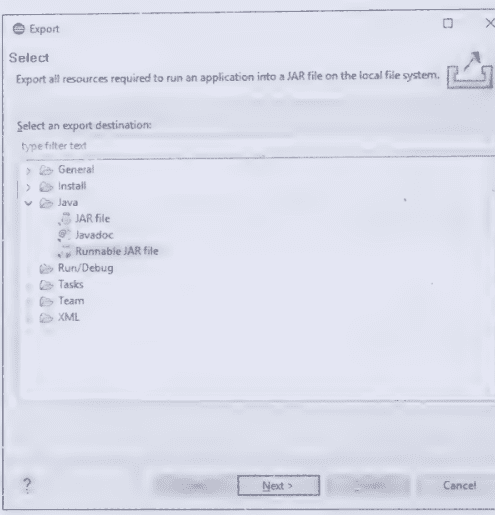 Export
Select
Export all resources required to run an application into a JAR file on the local file system.
Select an export destination:
type filter text
> General
> Install
Java
JAR file
Javadoc
Runnable JAR file
Run/Debug
Tasks
Team
XML
?
Next >
Cancel